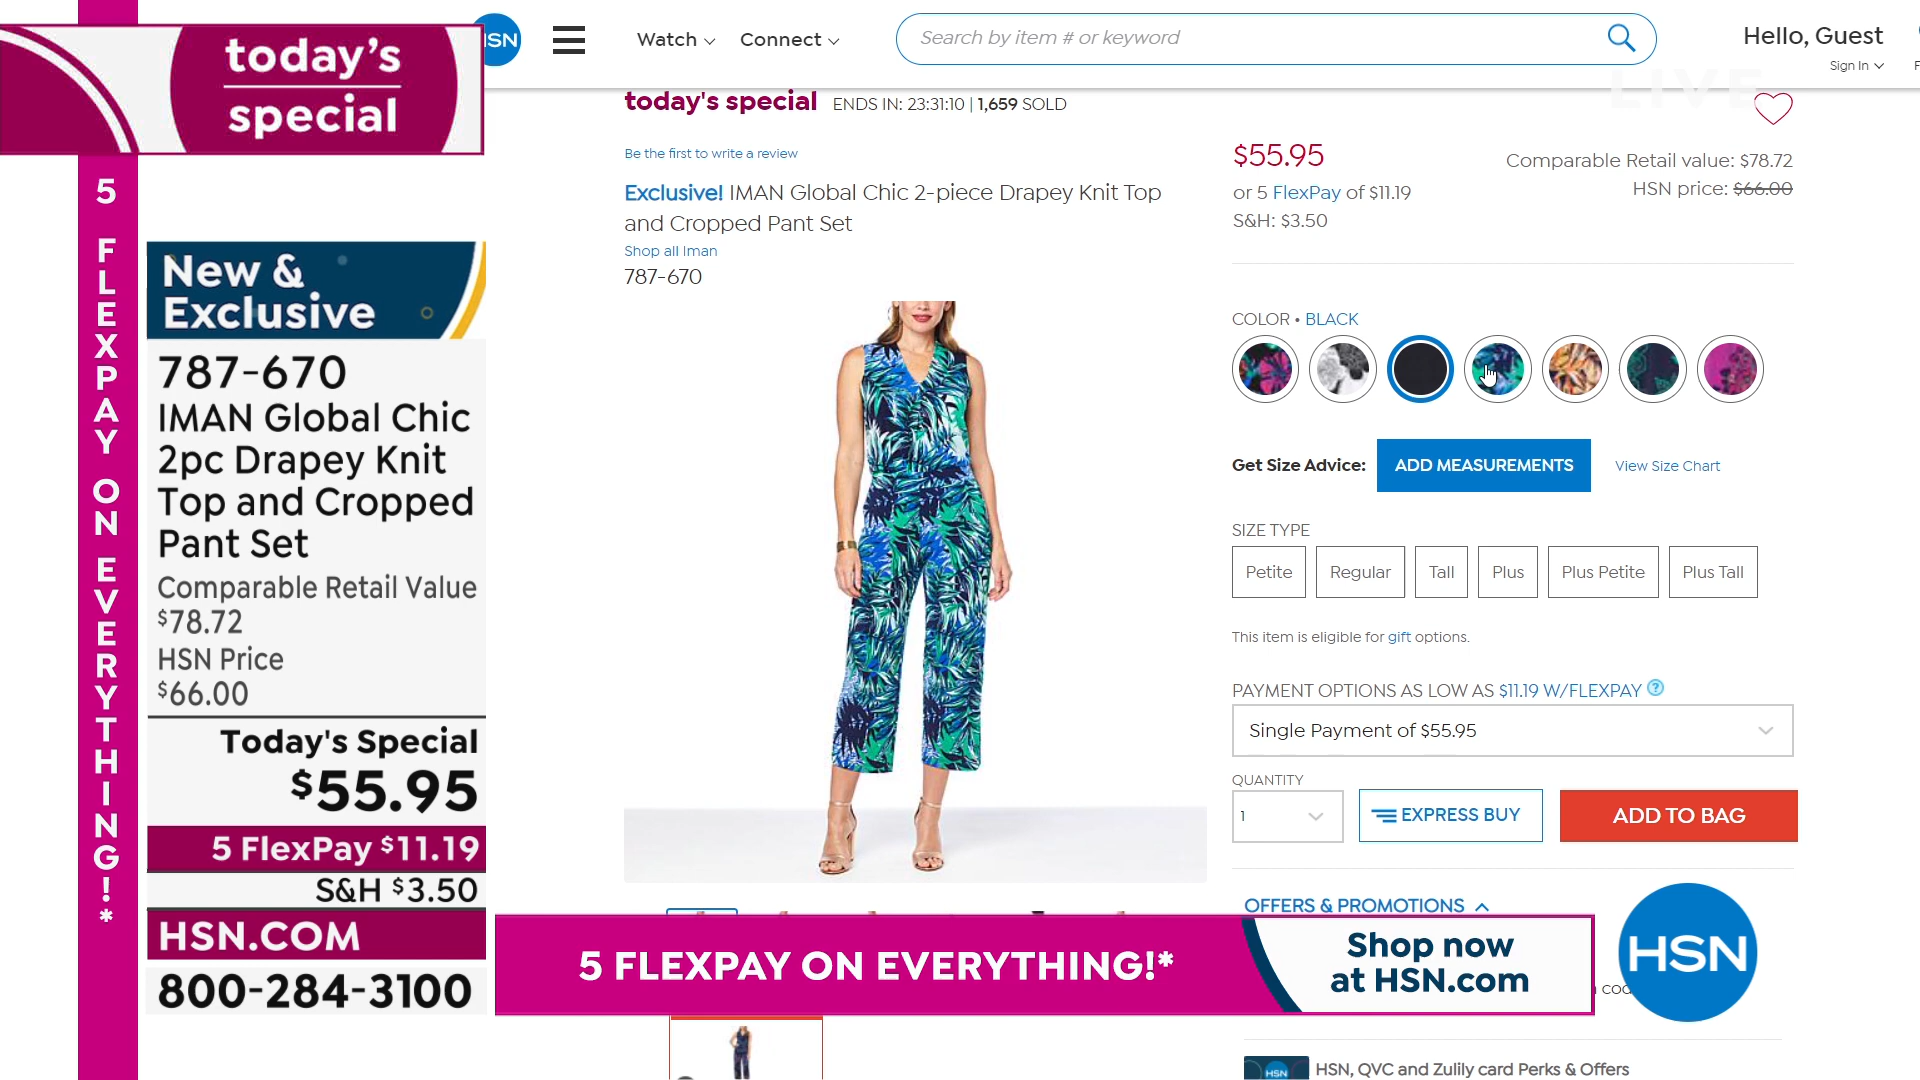 today's
special
HSN
Watch
Connect
Search by item # or keyword
Hello, Guest
Sign In
F
LIVE
today's special ENDS IN: 23:31:10 | 1,659 SOLD
Be the first to write a review
Exclusive! IMAN Global Chic 2-piece Drapey Knit Top
and Cropped Pant Set
Shop all Iman
787-670
$55.95
or 5 FlexPay of $11.19
S&H: $3.50
Comparable Retail value: $78.72
HSN price: $66.00
COLOR • BLACK
Get Size Advice: ADD MEASUREMENTS View Size Chart
SIZE TYPE
Petite Regular Tall Plus Plus Petite Plus Tall
This item is eligible for gift options.
PAYMENT OPTIONS AS LOW AS $11.19 W/FLEXPAY ?
Single Payment of $55.95
QUANTITY
1
EXPRESS BUY
ADD TO BAG
OFFERS & PROMOTIONS
HSN, QVC and Zulily card Perks & Offers
HSN
5 FLEXPAY ON EVERYTHING!*
New &
Exclusive
787-670
IMAN Global Chic
2pc Drapey Knit
Top and Cropped
Pant Set
Comparable Retail Value
$78.72
HSN Price
$66.00
Today's Special
$55.95
5 FlexPay $11.19
S&H $3.50
HSN.COM
800-284-3100
5 FLEXPAY ON EVERYTHING!*
Shop now
at HSN.com
HSN